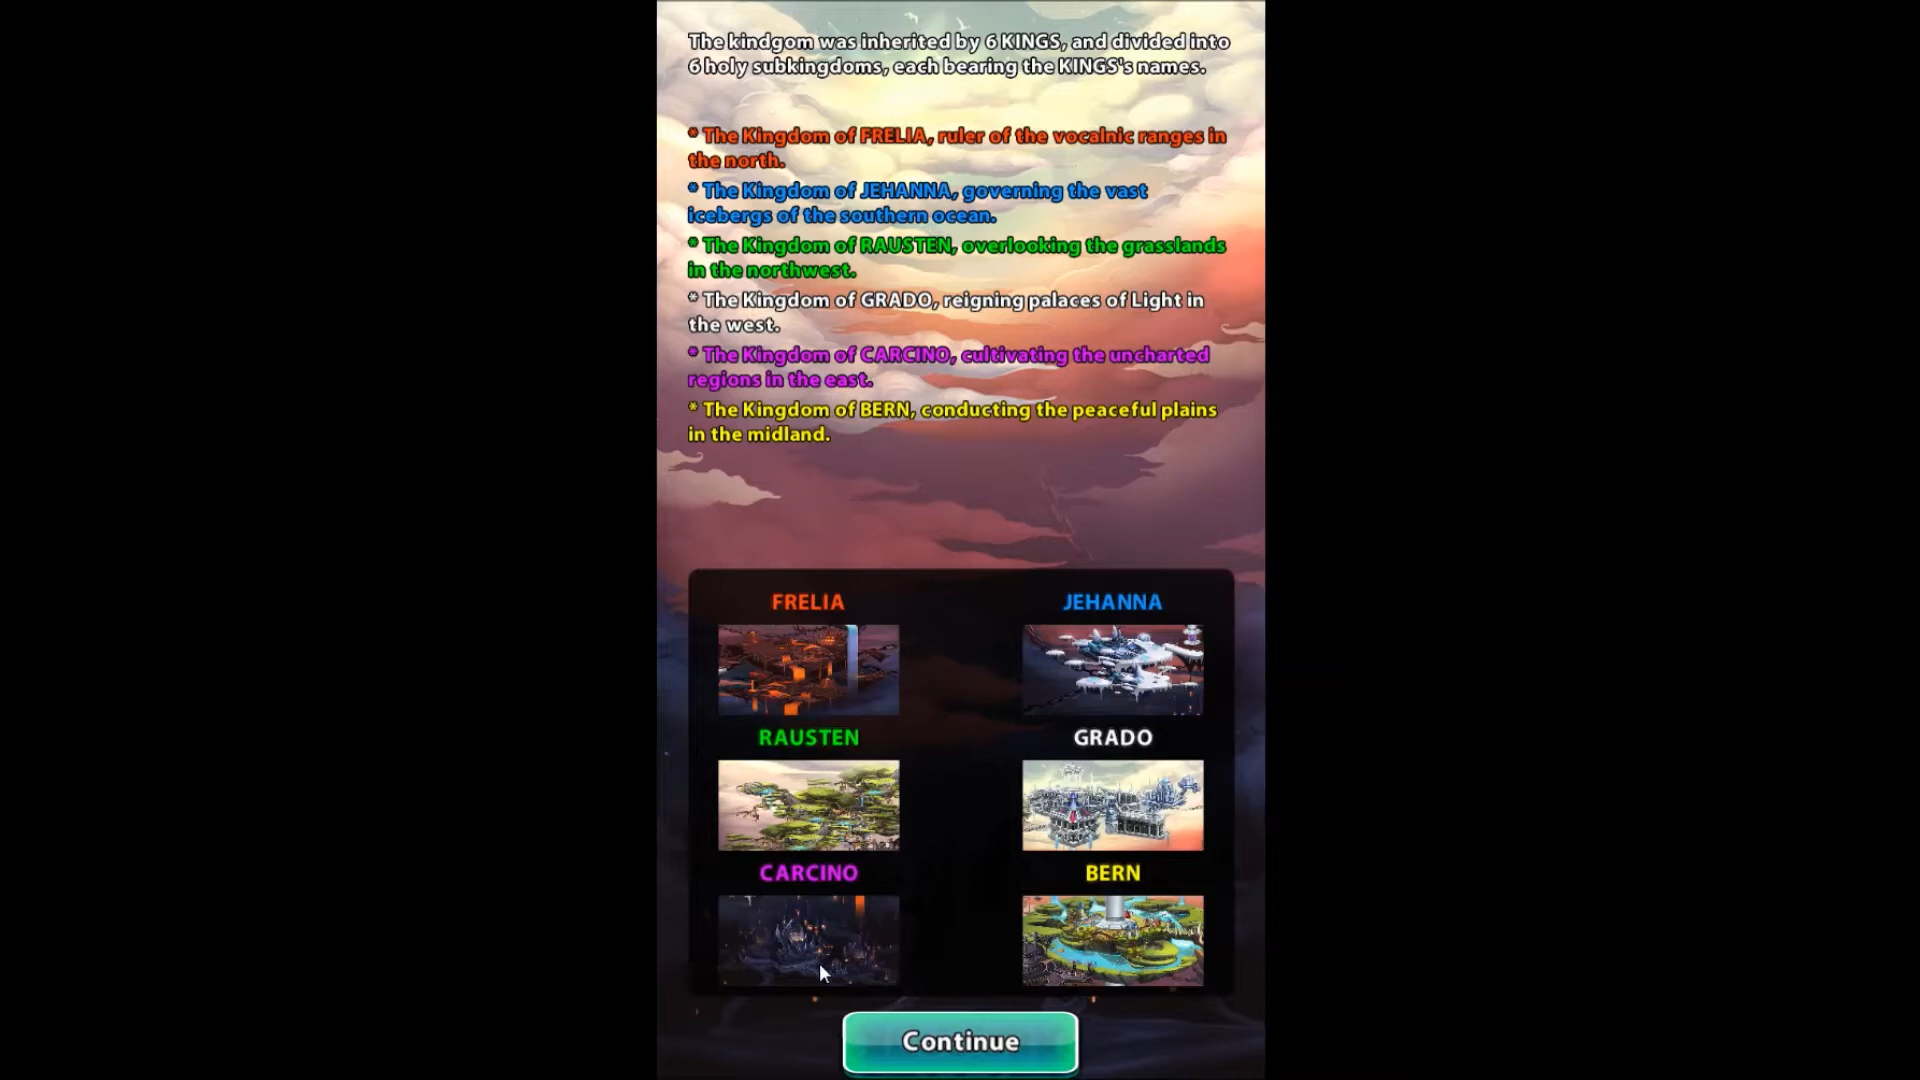 The kindgom was inherited by 6 KINGS, and divided into
6 holy subkingdoms, each bearing the KINGS's names.
* The Kingdom of FRELIA, ruler of the vocalnic ranges in
the north.
* The Kingdom of JEHANNA, governing the vast
icebergs of the southern ocean.
* The Kingdom of RAUSTEN, overlooking the grasslands
in the northwest.
* The Kingdom of GRADO, reigning palaces of Light in
the west.
* The Kingdom of CARCINO, cultivating the uncharted
regions in the east.
* The Kingdom of BERN, conducting the peaceful plains
in the midland.
FRELIA
JEHANNA
RAUSTEN
GRADO
CARCINO
BERN
Continue